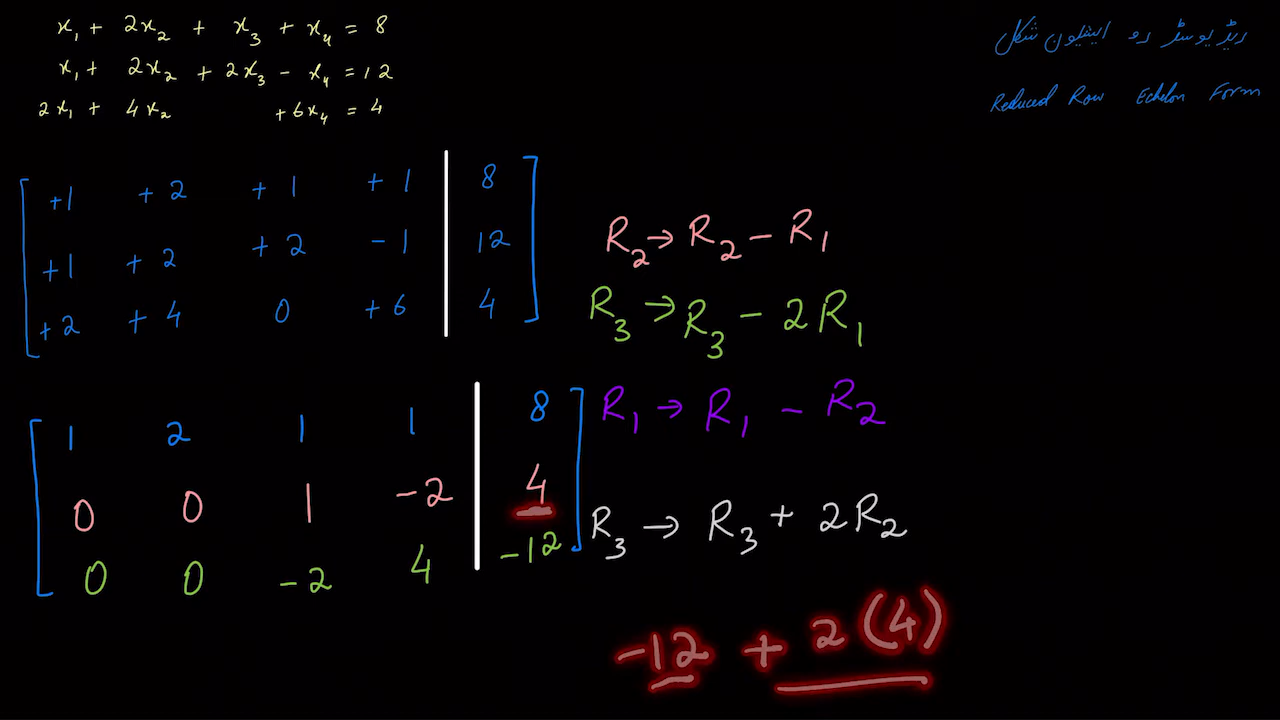 x₁ + 2x₂ + x₃ + x₄ = 8
x₁ + 2x₂ + 2x₃ - x₄ = 12
2x₁ + 4x₂ +6x₄ = 4
ریڈیوسڈ رو ایشیلون شکل
Reduced Row Echelon Form
+1 +2 +1 +1 8
+1 +2 +2 -1 12
+2 +4 0 +6 4
R₂ → R₂ - R₁
R₃ → R₃ - 2R₁
1 2 1 1 8
0 0 1 -2 4
0 0 -2 4 -12
R₁ → R₁ - R₂
R₃ → R₃ + 2R₂
-12 + 2(4)